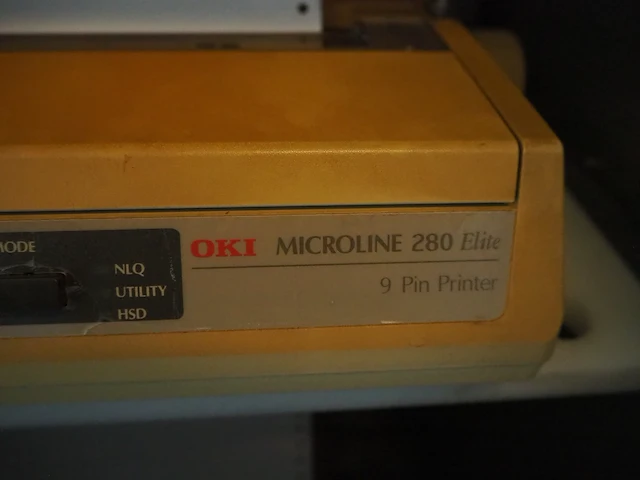 MODE
NLQ
UTILITY
HSD
OKI MICROLINE 280 Elite
9 Pin Printer